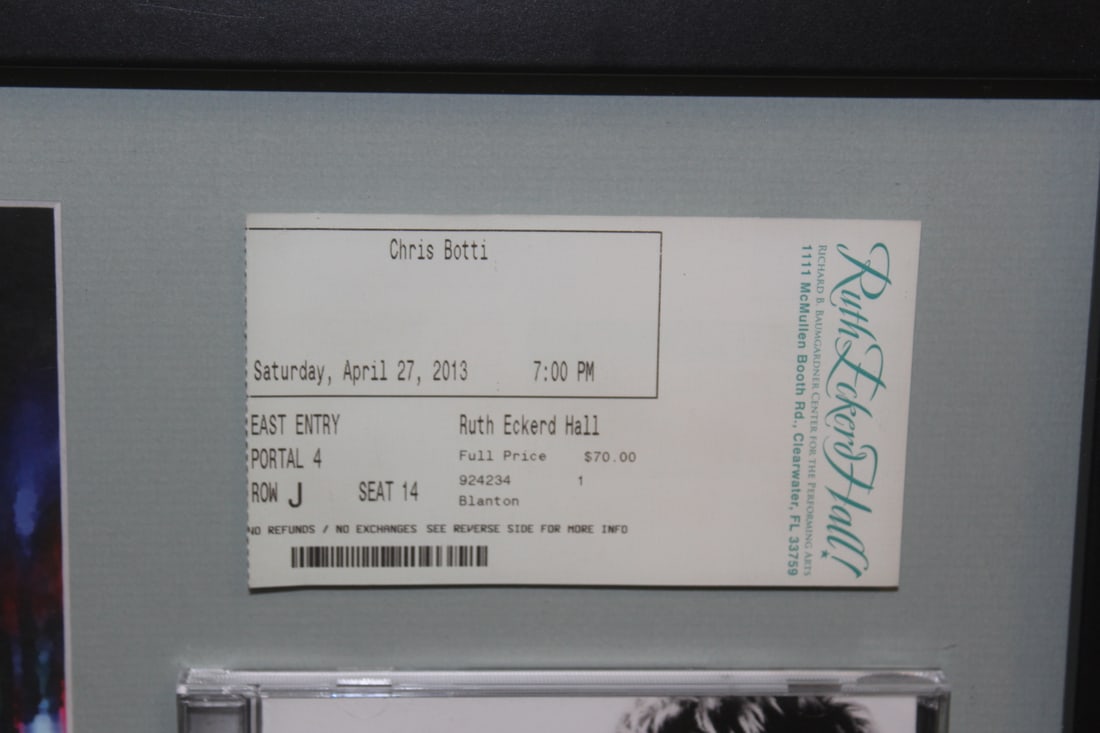 Chris Botti
Saturday, April 27, 2013 7:00 PM
EAST ENTRY Ruth Eckerd Hall
PORTAL 4 Full Price $70.00
ROW J SEAT 14 924234 1
Blanton
NO REFUNDS / NO EXCHANGES SEE REVERSE SIDE FOR MORE INFO
Ruth Eckerd Hall
RICHARD B. BAUMGARDNER CENTER FOR THE PERFORMING ARTS
1111 McMullen Booth Rd., Clearwater, FL 33759